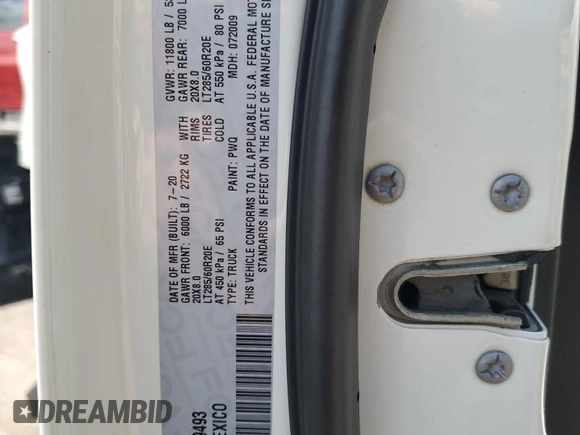 DATE OF MFR (BUILT): 7-20 GVWR: 11800 LB /
GAWR FRONT: 6000 LB / 2722 KG WITH GAWR REAR: 7000 L
20X8.0 RIMS 20X8.0
LT285/60R20E TIRES LT285/60R20E
AT 450 kPa / 65 PSI COLD AT 550 kPa / 80 PSI
TYPE: TRUCK PAINT: PWQ MDH: 072009
THIS VEHICLE CONFORMS TO ALL APPLICABLE U.S.A. FEDERAL MOT
STANDARDS IN EFFECT ON THE DATE OF MANUFACTURE S
9493
EXICO
DREAMBID